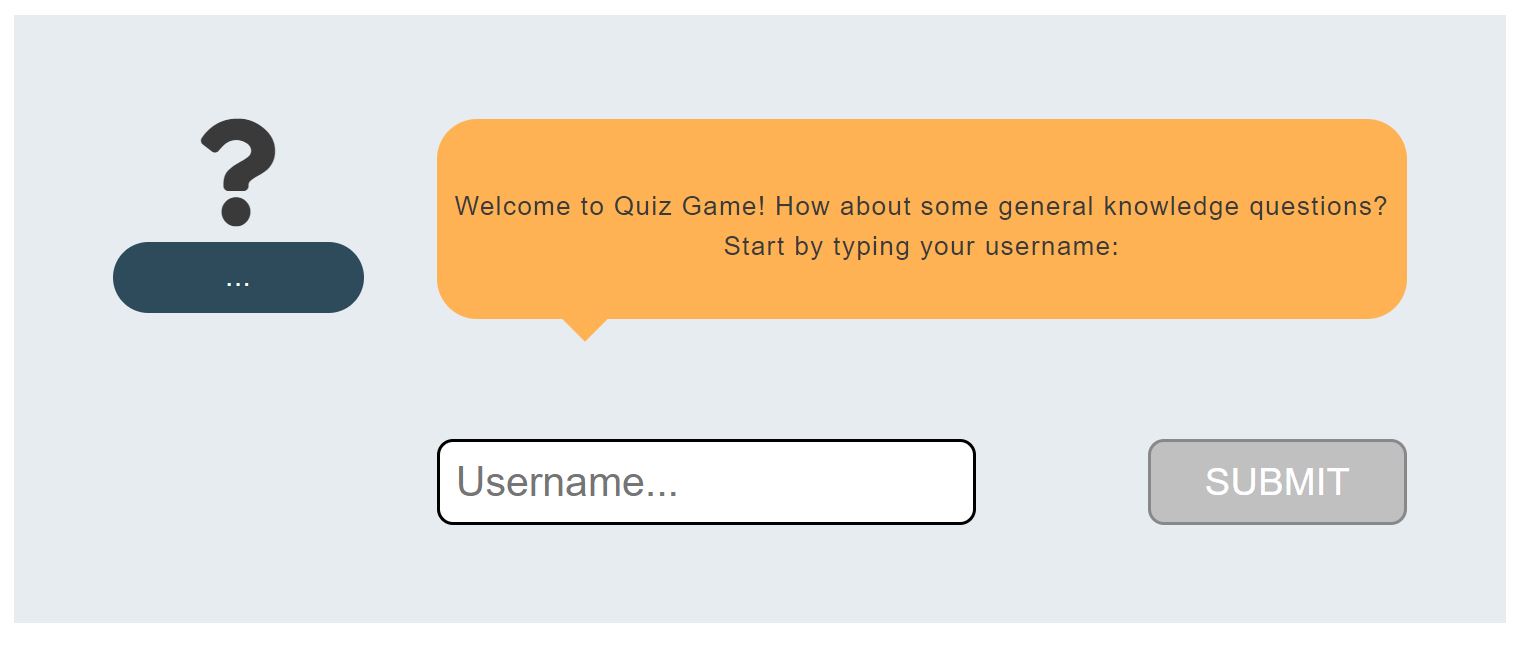 ?
...
Welcome to Quiz Game! How about some general knowledge questions?
Start by typing your username:
Username...
SUBMIT